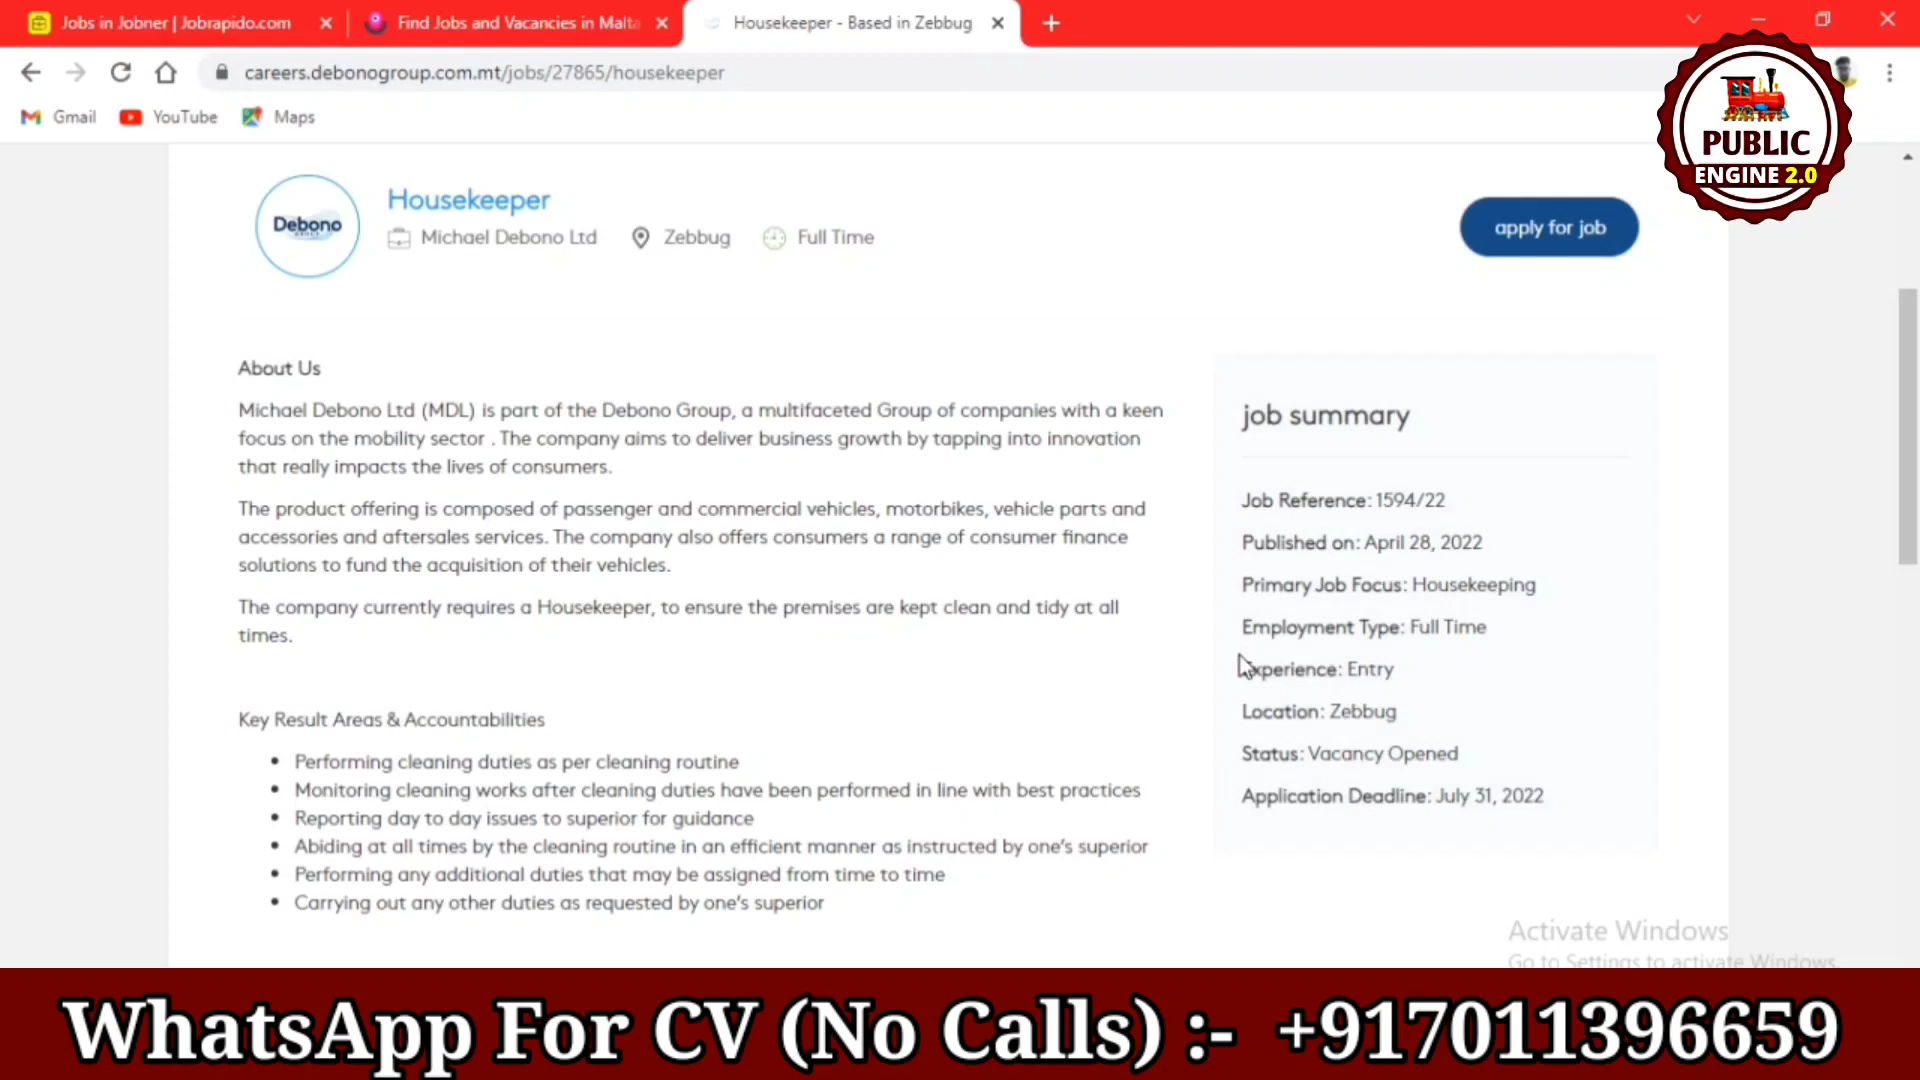 Jobs in Jobner | Jobrapido.com
Find Jobs and Vacancies in Malta
Housekeeper - Based in Zebbug
careers.debonogroup.com.mt/jobs/27865/housekeeper
Gmail
YouTube
Maps
PUBLIC
ENGINE 2.0
Debono
Housekeeper
Michael Debono Ltd
Zebbug
Full Time
apply for job
About Us
Michael Debono Ltd (MDL) is part of the Debono Group, a multifaceted Group of companies with a keen
focus on the mobility sector . The company aims to deliver business growth by tapping into innovation
that really impacts the lives of consumers.
The product offering is composed of passenger and commercial vehicles, motorbikes, vehicle parts and
accessories and aftersales services. The company also offers consumers a range of consumer finance
solutions to fund the acquisition of their vehicles.
The company currently requires a Housekeeper, to ensure the premises are kept clean and tidy at all
times.
Key Result Areas & Accountabilities
• Performing cleaning duties as per cleaning routine
• Monitoring cleaning works after cleaning duties have been performed in line with best practices
• Reporting day to day issues to superior for guidance
• Abiding at all times by the cleaning routine in an efficient manner as instructed by one's superior
• Performing any additional duties that may be assigned from time to time
• Carrying out any other duties as requested by one's superior
job summary
Job Reference: 1594/22
Published on: April 28, 2022
Primary Job Focus: Housekeeping
Employment Type: Full Time
Experience: Entry
Location: Zebbug
Status: Vacancy Opened
Application Deadline: July 31, 2022
Activate Windows
Go to Settings to activate Windows.
WhatsApp For CV (No Calls) :- +917011396659